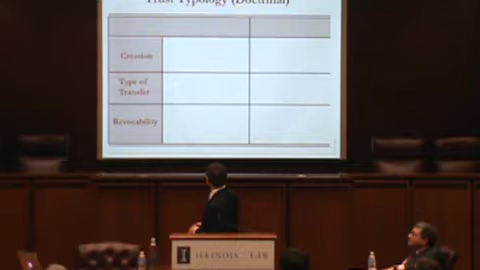 Trust Typology (Doctrinal)
Creation
Type of
Transfer
Revocability
I ILLINOIS LAW